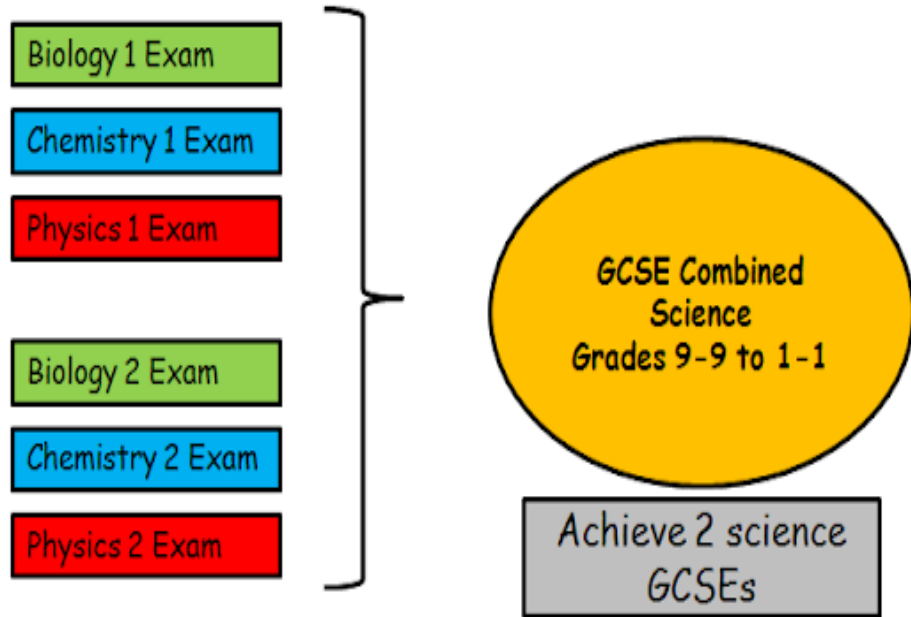 Biology 1 Exam
Chemistry 1 Exam
Physics 1 Exam
Biology 2 Exam
Chemistry 2 Exam
Physics 2 Exam
GCSE Combined
Science
Grades 9-9 to 1-1
Achieve 2 science
GCSEs